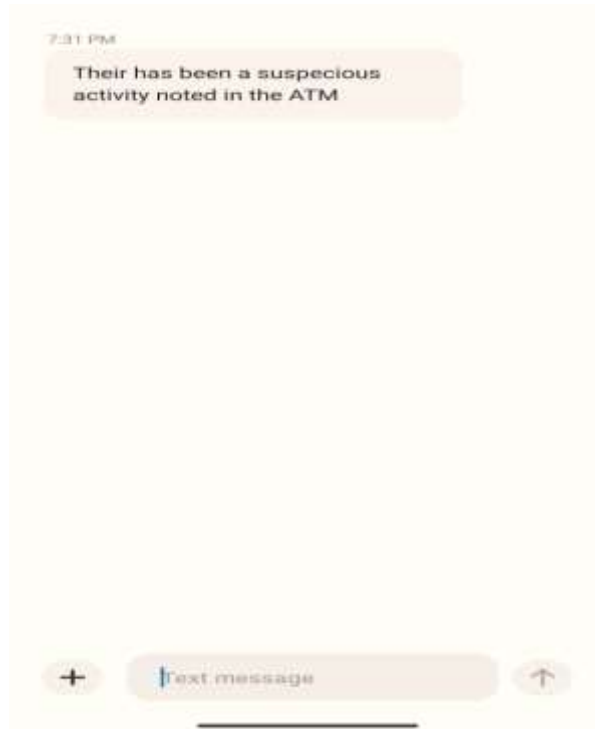 7:31 PM
Their has been a suspecious
activity noted in the ATM
Text message